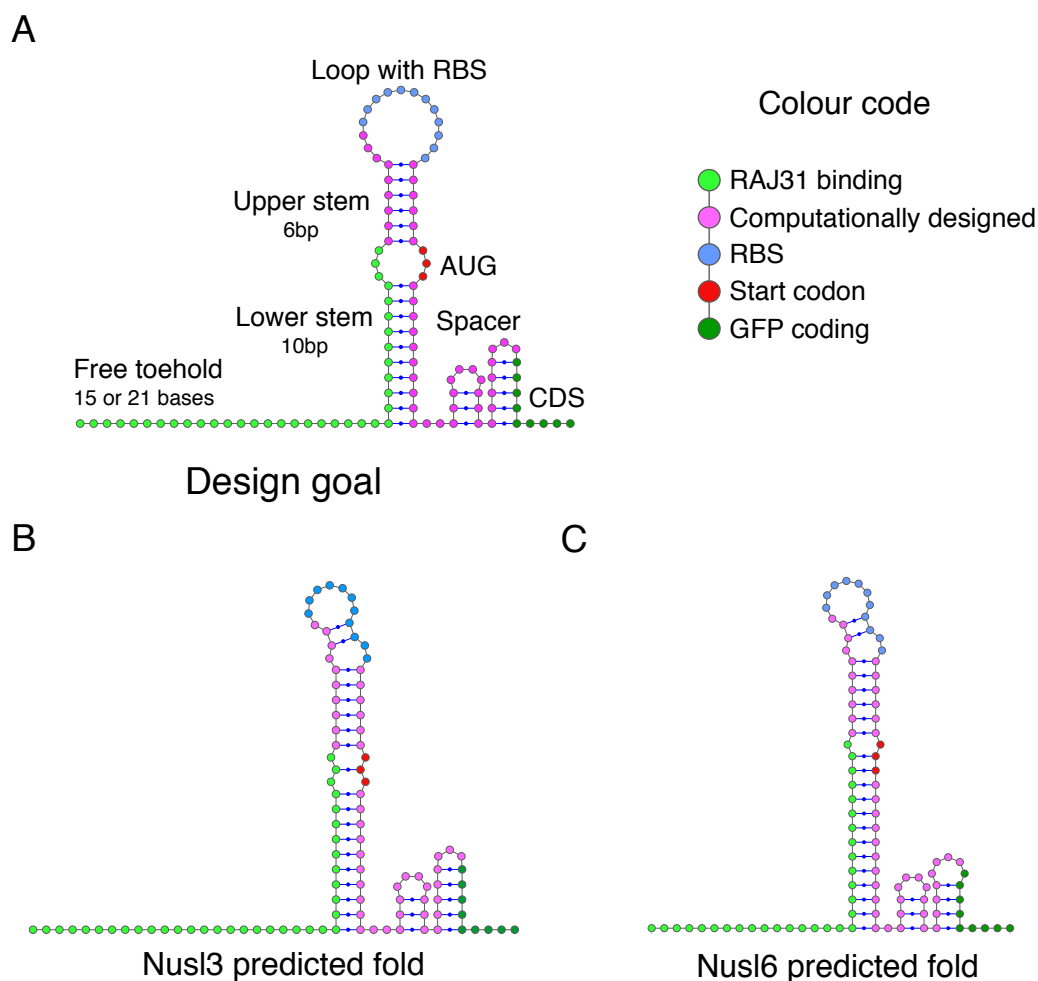 A
Loop with RBS
Upper stem
6bp
AUG
Lower stem
10bp
Spacer
Free toehold
15 or 21 bases
CDS
Design goal
Colour code
RAJ31 binding
Computationally designed
RBS
Start codon
GFP coding
B
Nusl3 predicted fold
C
Nusl6 predicted fold